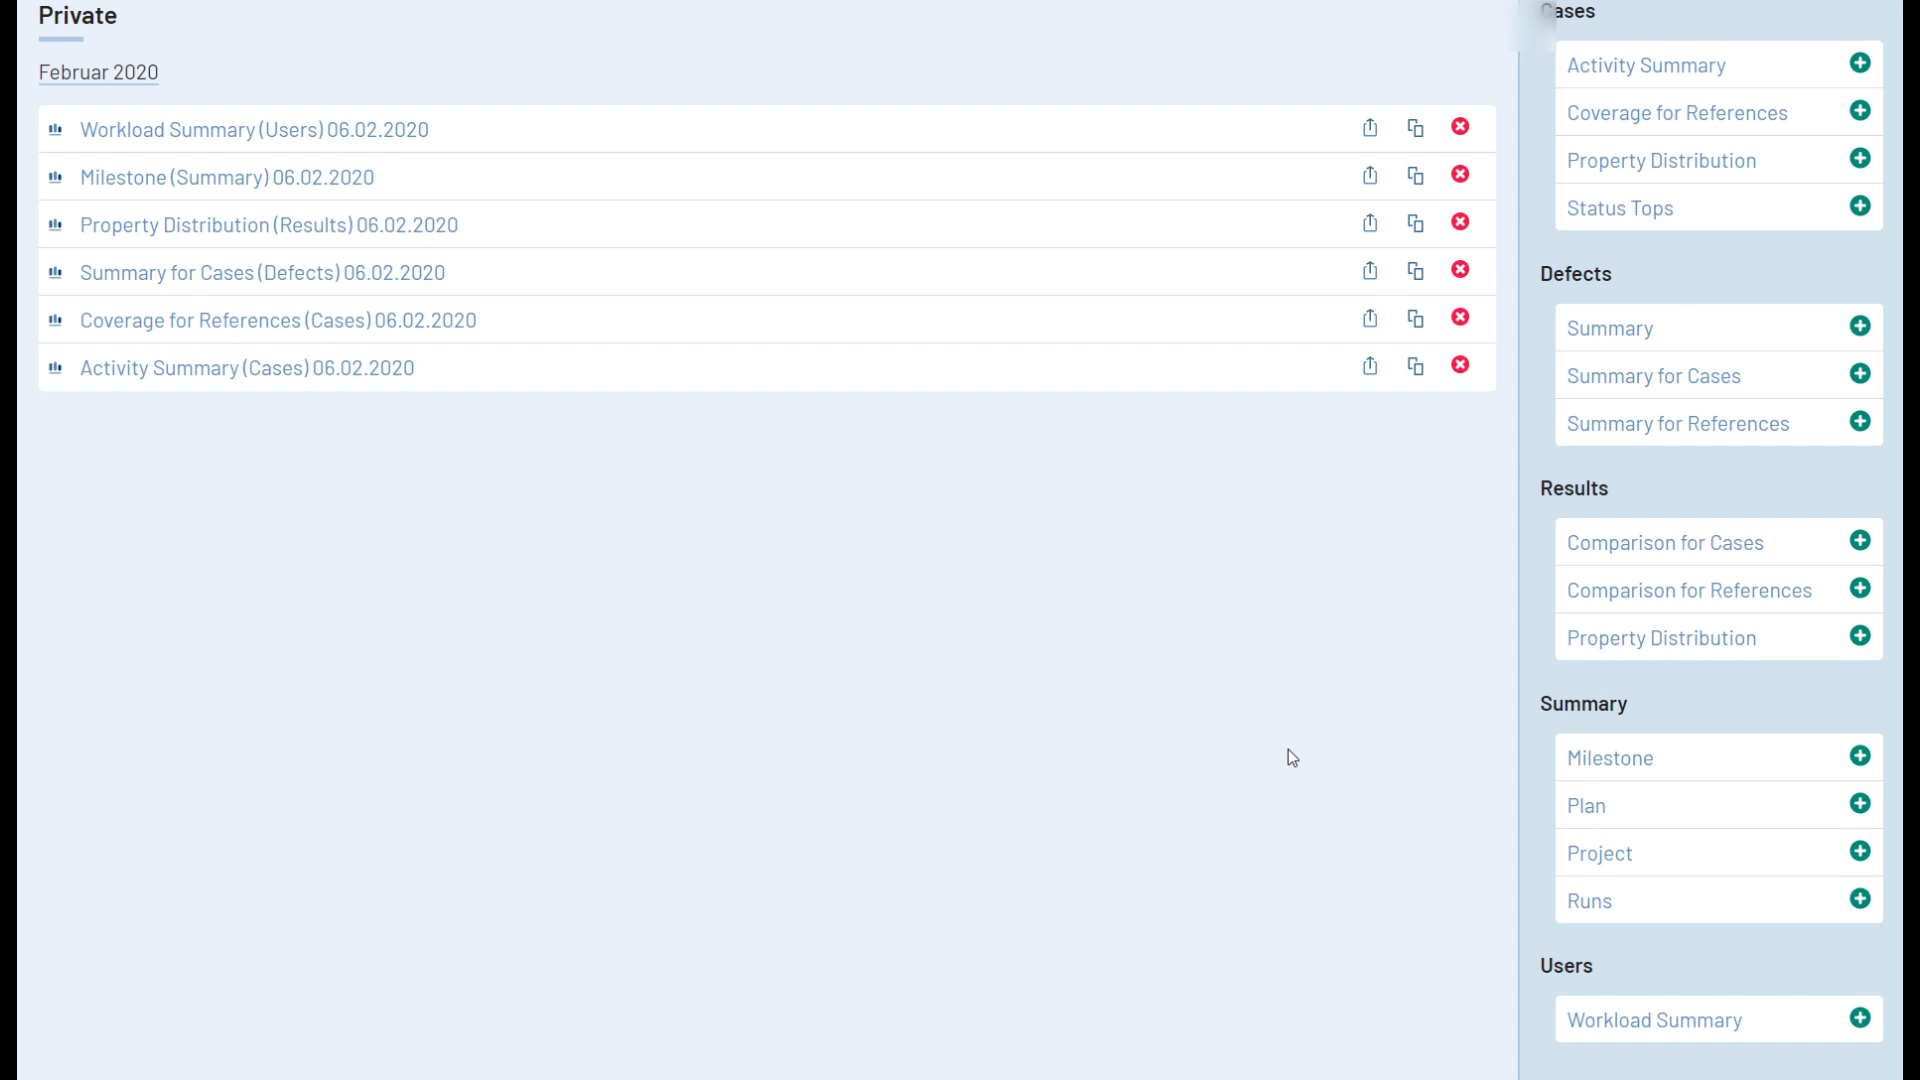 Private
Februar 2020
Workload Summary (Users) 06.02.2020
Milestone (Summary) 06.02.2020
Property Distribution (Results) 06.02.2020
Summary for Cases (Defects) 06.02.2020
Coverage for References (Cases) 06.02.2020
Activity Summary (Cases) 06.02.2020
Cases
Activity Summary
Coverage for References
Property Distribution
Status Tops
Defects
Summary
Summary for Cases
Summary for References
Results
Comparison for Cases
Comparison for References
Property Distribution
Summary
Milestone
Plan
Project
Runs
Users
Workload Summary